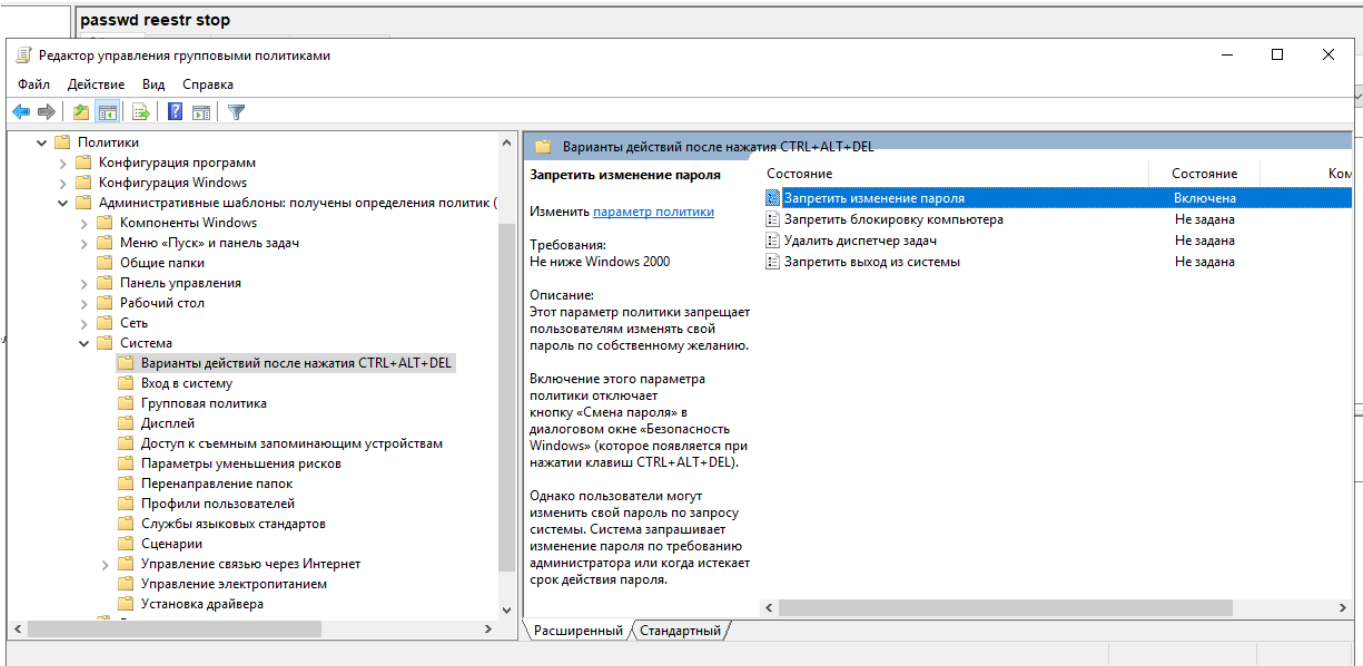 passwd reestr stop
Редактор управления групповыми политиками
Файл Действие Вид Справка
Политики
Конфигурация программ
Конфигурация Windows
Административные шаблоны: получены определения политик (
Компоненты Windows
Меню «Пуск» и панель задач
Общие папки
Панель управления
Рабочий стол
Сеть
Система
Варианты действий после нажатия CTRL+ALT+DEL
Вход в систему
Групповая политика
Дисплей
Доступ к съемным запоминающим устройствам
Параметры уменьшения рисков
Перенаправление папок
Профили пользователей
Службы языковых стандартов
Сценарии
Управление связью через Интернет
Управление электропитанием
Установка драйвера
Варианты действий после нажатия CTRL+ALT+DEL
Запретить изменение пароля
Изменить параметр политики
Требования:
Не ниже Windows 2000
Описание:
Этот параметр политики запрещает
пользователям изменять свой
пароль по собственному желанию.
Включение этого параметра
политики отключает
кнопку «Смена пароля» в
диалоговом окне «Безопасность
Windows» (которое появляется при
нажатии клавиш CTRL+ALT+DEL).
Однако пользователи могут
изменить свой пароль по запросу
системы. Система запрашивает
изменение пароля по требованию
администратора или когда истекает
срок действия пароля.
Состояние Состояние Ком
Запретить изменение пароля Включена
Запретить блокировку компьютера Не задана
Удалить диспетчер задач Не задана
Запретить выход из системы Не задана
Расширенный Стандартный